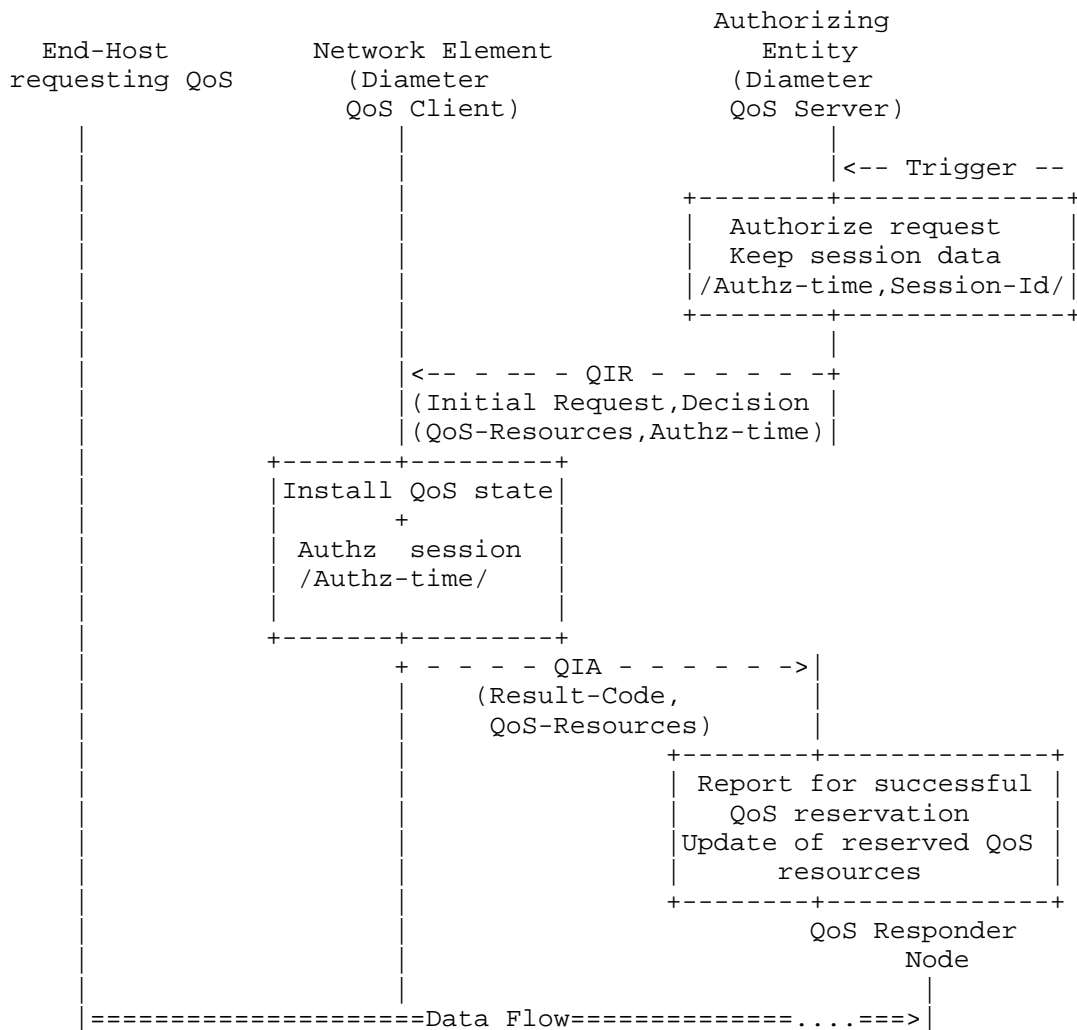 Authorizing
End-Host Network Element Entity
requesting QoS (Diameter (Diameter
QoS Client) QoS Server)
<-- Trigger --
Authorize request
Keep session data
/Authz-time,Session-Id/
<-- - -- - QIR - - - - - -+
(Initial Request,Decision
(QoS-Resources,Authz-time)
Install QoS state
+
Authz session
/Authz-time/
+ - - - - QIA - - - - - ->
(Result-Code,
QoS-Resources)
Report for successful
QoS reservation
Update of reserved QoS
resources
QoS Responder
Node
=====================Data Flow==============....===>